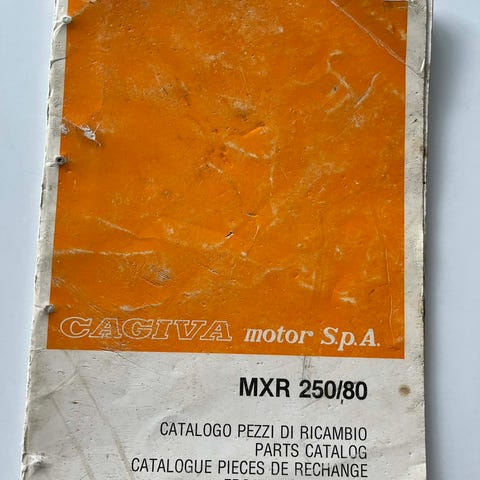 CAGIVA motor S.p.A.
MXR 250/80
CATALOGO PEZZI DI RICAMBIO
PARTS CATALOG
CATALOGUE PIECES DE RECHANGE